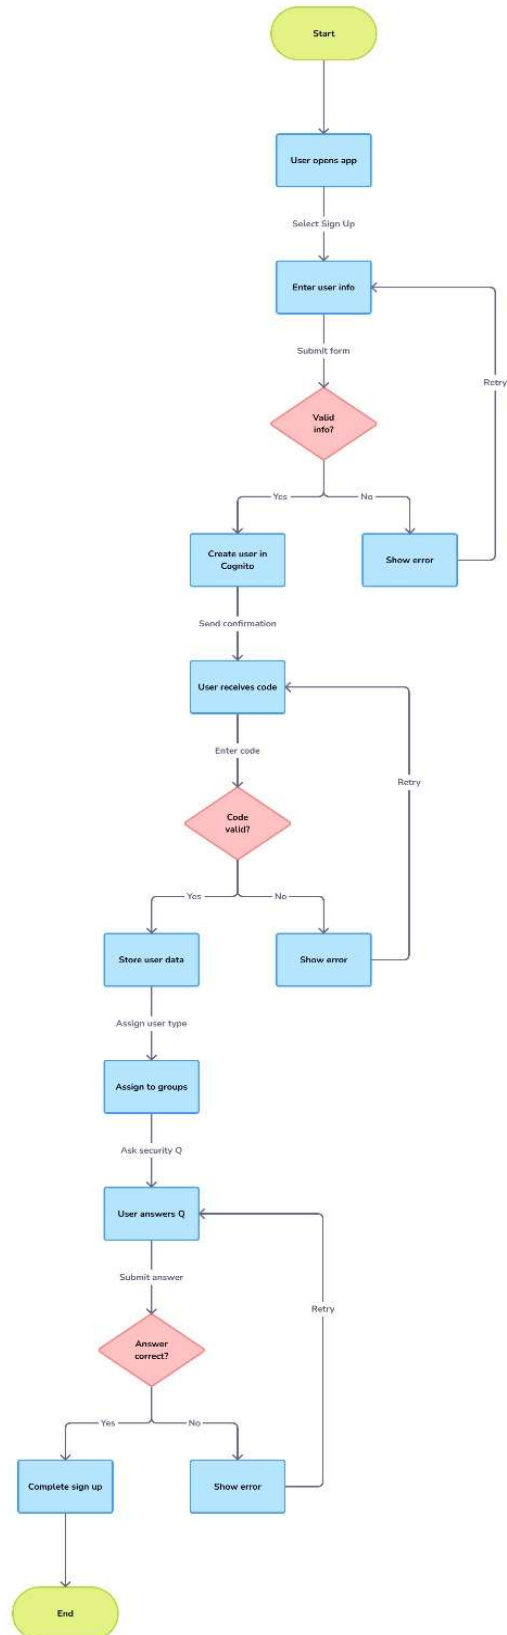 Start
User opens app
Select Sign Up
Enter user info
Submit form
Retry
Valid
info?
Yes
No
Create user in
Cognito
Show error
Send confirmation
User receives code
Enter code
Retry
Code
valid?
Yes
No
Store user data
Show error
Assign user type
Assign to groups
Ask security Q
User answers Q
Submit answer
Retry
Answer
correct?
Yes
No
Complete sign up
Show error
End